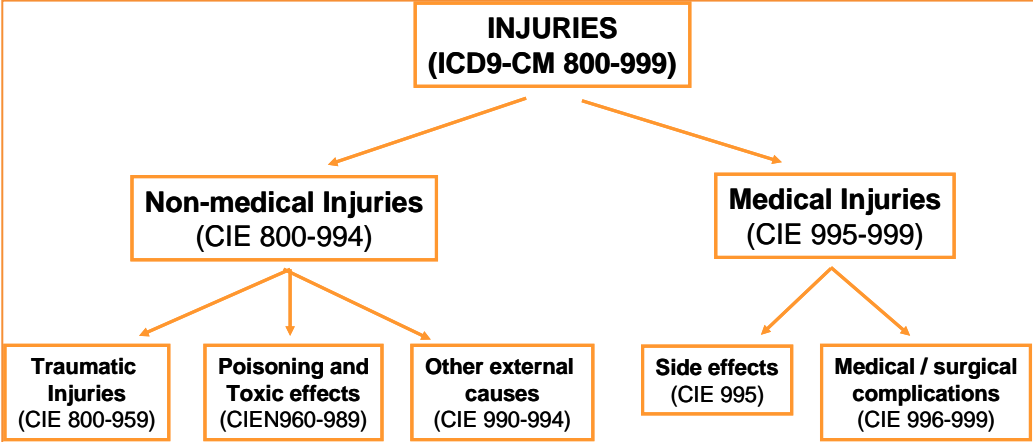 INJURIES
(ICD9-CM 800-999)
Non-medical Injuries
(CIE 800-994)
Medical Injuries
(CIE 995-999)
Traumatic
Injuries
(CIE 800-959)
Poisoning and
Toxic effects
(CIEN960-989)
Other external
causes
(CIE 990-994)
Side effects
(CIE 995)
Medical / surgical
complications
(CIE 996-999)